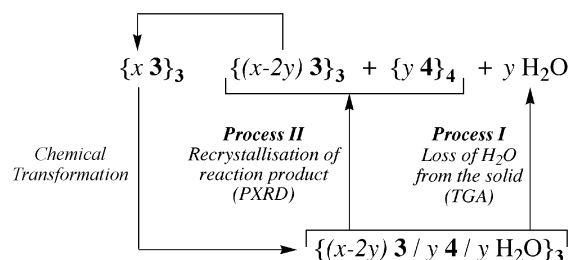 {x 3}₃ {(x-2y) 3}₃ + {y 4}₄ + y H₂O
Chemical
Transformation
Process II
Recrystallisation of
reaction product
(PXRD)
Process I
Loss of H₂O
from the solid
(TGA)
{(x-2y) 3 / y 4 / y H₂O}₃